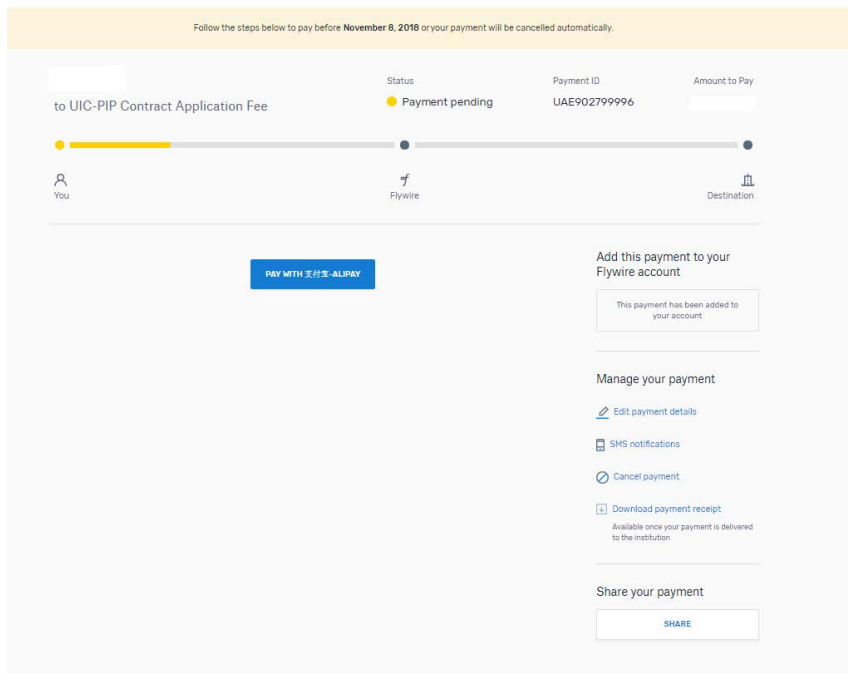 Follow the steps below to pay before November 8, 2018 or your payment will be cancelled automatically.
Status
Payment ID
Amount to Pay
to UIC-PIP Contract Application Fee
Payment pending
UAE902799996
You
Flywire
Destination
PAY WITH 支付宝-ALIPAY
Add this payment to your
Flywire account
This payment has been added to
your account
Manage your payment
Edit payment details
SMS notifications
Cancel payment
Download payment receipt
Available once your payment is delivered
to the institution
Share your payment
SHARE